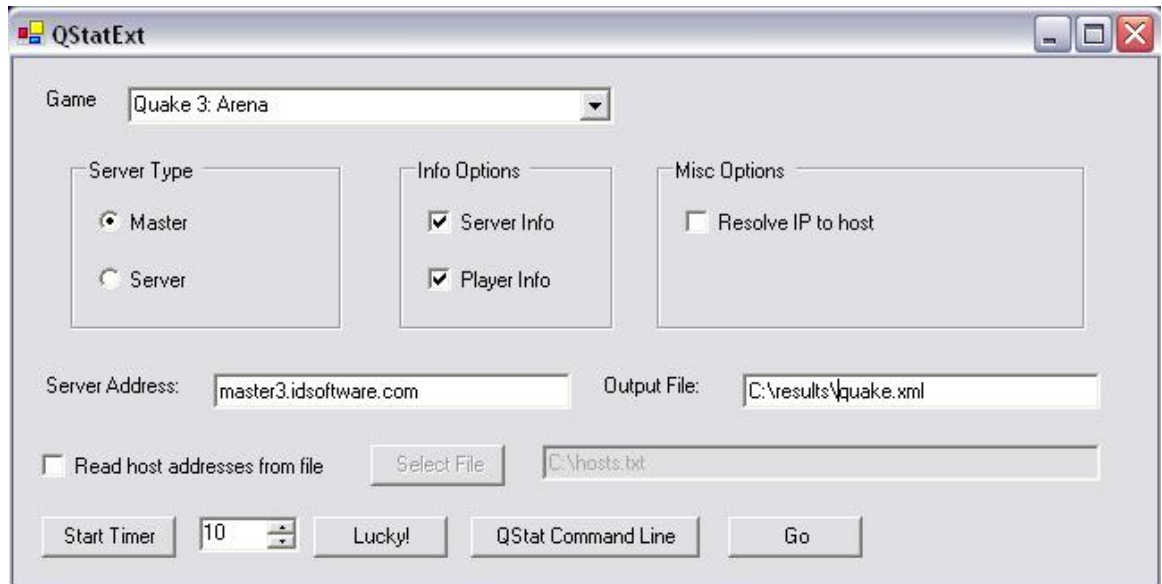 QStatExt
Game Quake 3: Arena
Server Type Info Options Misc Options
Master Server Info Resolve IP to host
Server Player Info
Server Address: master3.idsoftware.com Output File: C:\results\quake.xml
Read host addresses from file Select File C:\hosts.txt
Start Timer 10 Lucky! QStat Command Line Go